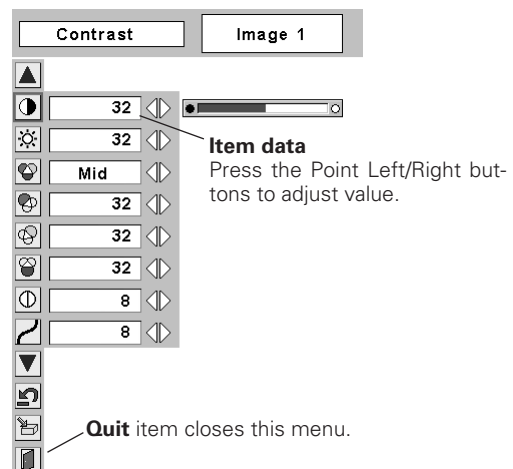 Contrast
Image 1
32
32
Item data
Press the Point Left/Right but-
tons to adjust value.
Mid
32
32
32
8
8
Quit item closes this menu.